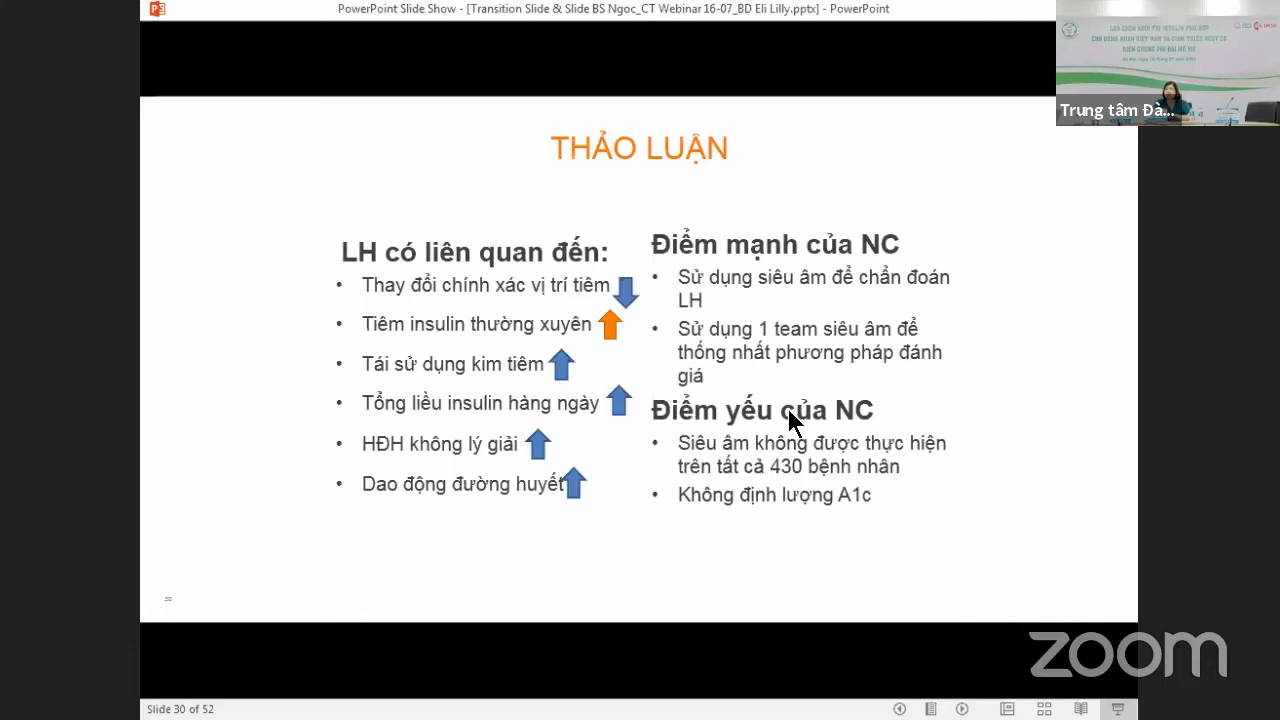 PowerPoint Slide Show - [Transition Slide & Slide BS Ngoc_CT Webinar 16-07_BD Eli Lilly.pptx] - PowerPoint
Trung tâm Đà...
THẢO LUẬN
LH có liên quan đến:
• Thay đổi chính xác vị trí tiêm
• Tiêm insulin thường xuyên
• Tái sử dụng kim tiêm
• Tổng liều insulin hàng ngày
• HĐH không lý giải
• Dao động đường huyết
Điểm mạnh của NC
• Sử dụng siêu âm để chẩn đoán
LH
• Sử dụng 1 team siêu âm để
thống nhất phương pháp đánh
giá
Điểm yếu của NC
• Siêu âm không được thực hiện
trên tất cả 430 bệnh nhân
• Không định lượng A1c
zoom
Slide 30 of 52